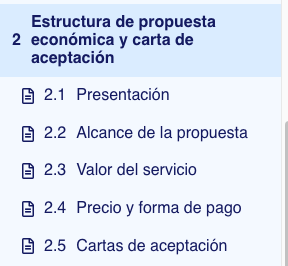 Estructura de propuesta
2 económica y carta de
aceptación
2.1 Presentación
2.2 Alcance de la propuesta
2.3 Valor del servicio
2.4 Precio y forma de pago
2.5 Cartas de aceptación